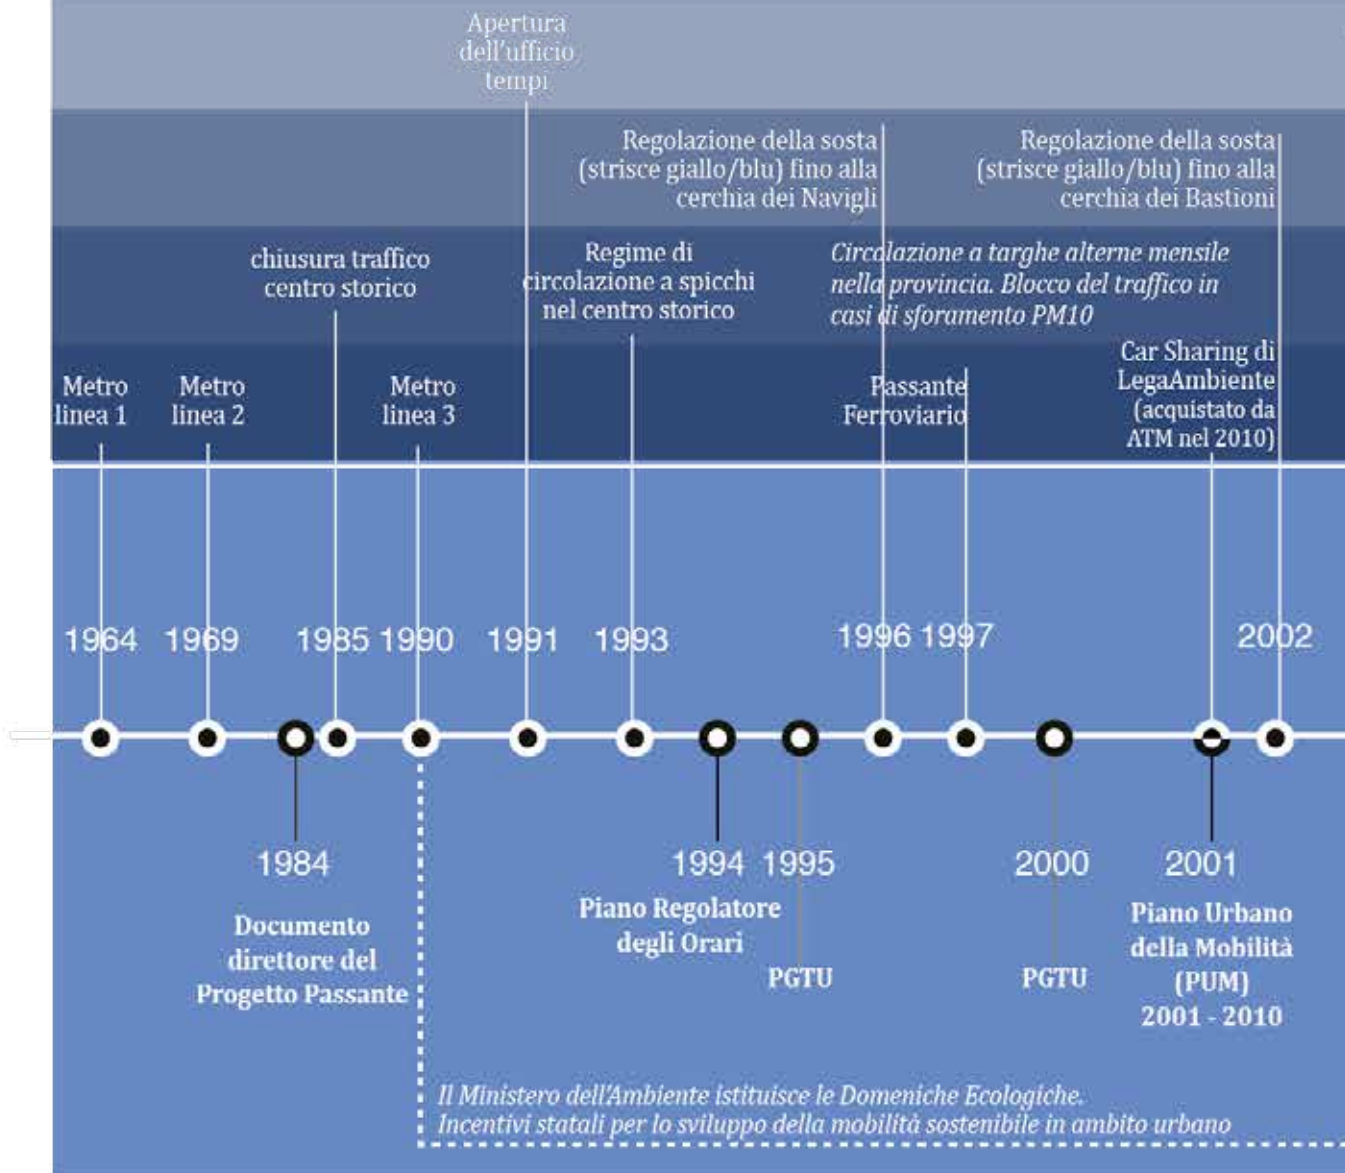 Apertura
dell'ufficio
tempi
Regolazione della sosta
(strisce giallo/blu) fino alla
cerchia dei Navigli
Regolazione della sosta
(strisce giallo/blu) fino alla
cerchia dei Bastioni
chiusura traffico
centro storico
Regime di
circolazione a spicchi
nel centro storico
Circolazione a targhe alterne mensile
nella provincia. Blocco del traffico in
casi di sforamento PM10
Metro
linea 1
Metro
linea 2
Metro
linea 3
Passante
Ferroviario
Car Sharing di
LegaAmbiente
(acquistato da
ATM nel 2010)
1964
1969
1985
1990
1991
1993
1996
1997
2002
1984
Documento
direttore del
Progetto Passante
1994
Piano Regolatore
degli Orari
1995
PGTU
2000
PGTU
2001
Piano Urbano
della Mobilità
(PUM)
2001 - 2010
Il Ministero dell'Ambiente istituisce le Domeniche Ecologiche.
Incentivi statali per lo sviluppo della mobilità sostenibile in ambito urbano